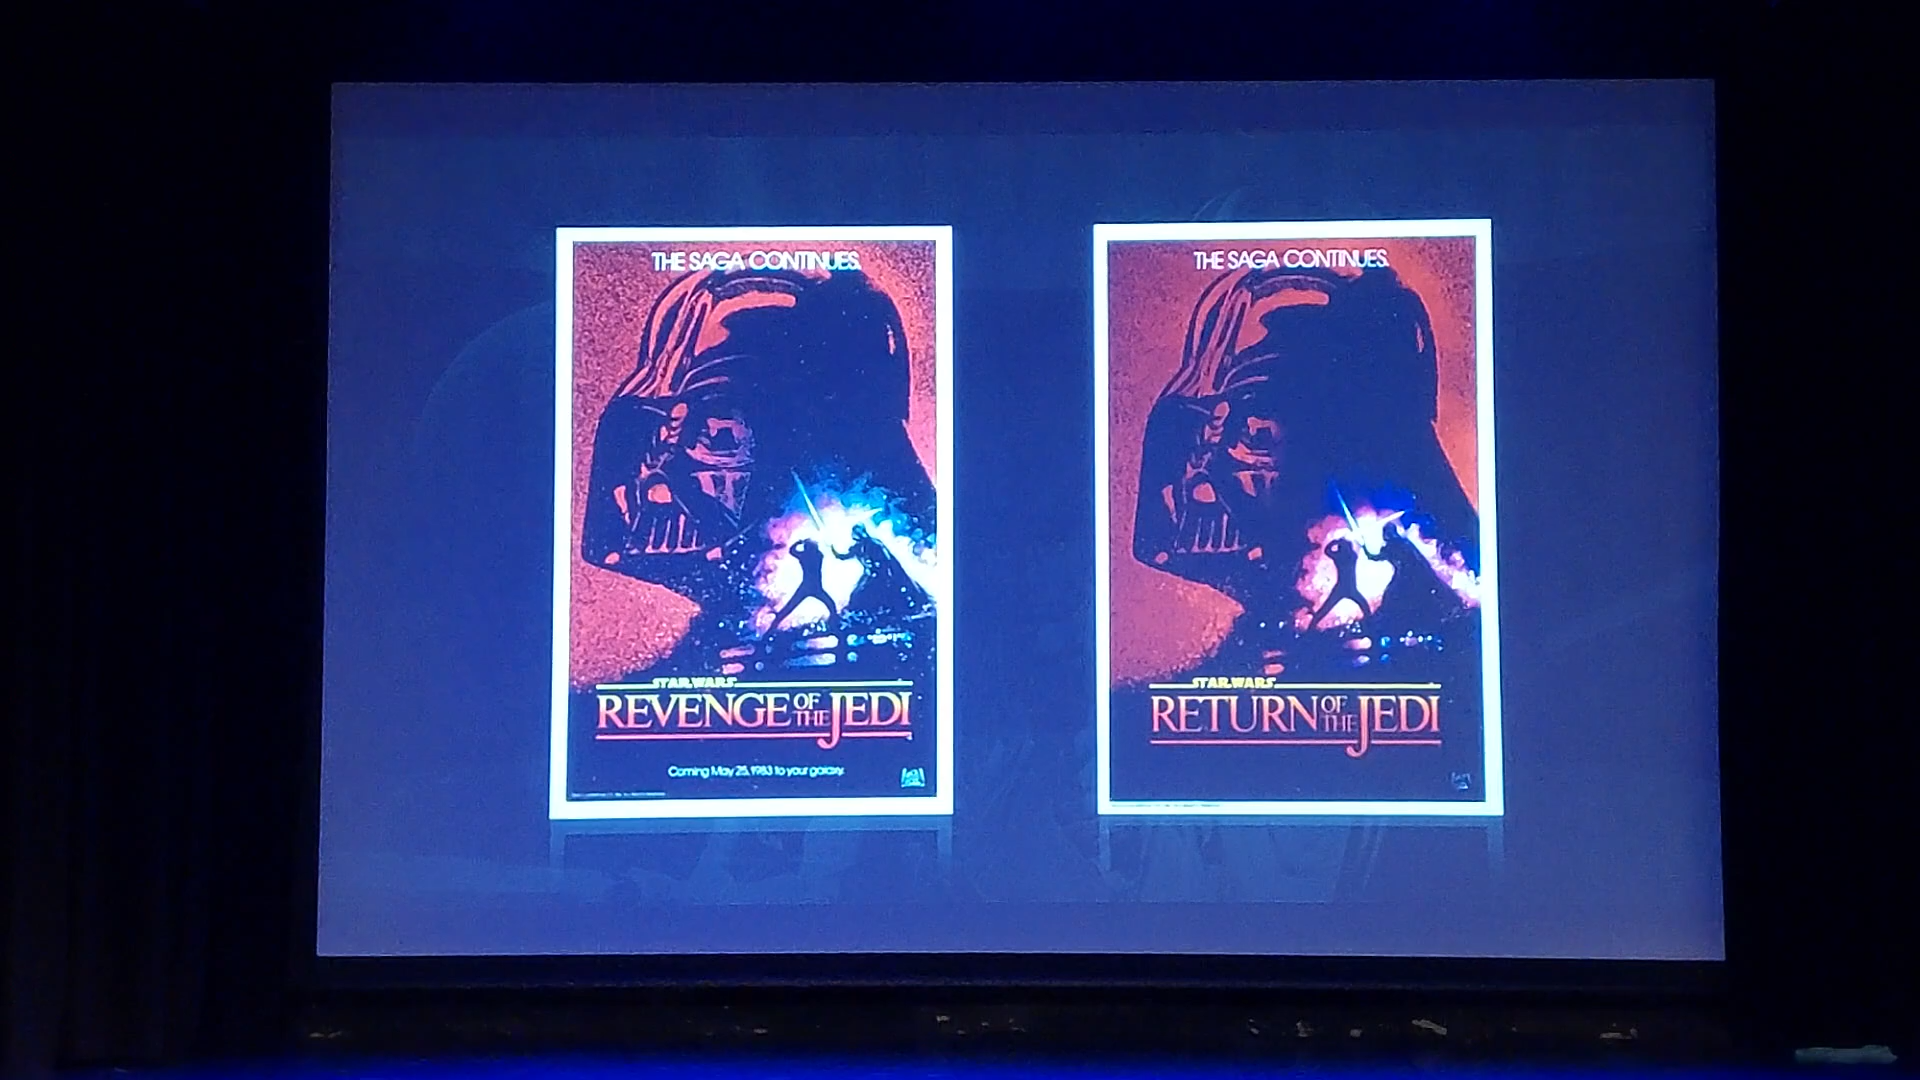 THE SAGA CONTINUES.
STAR WARS
REVENGE OF THE JEDI
Coming May 25, 1983 to your galaxy.
THE SAGA CONTINUES.
STAR WARS
RETURN OF THE JEDI